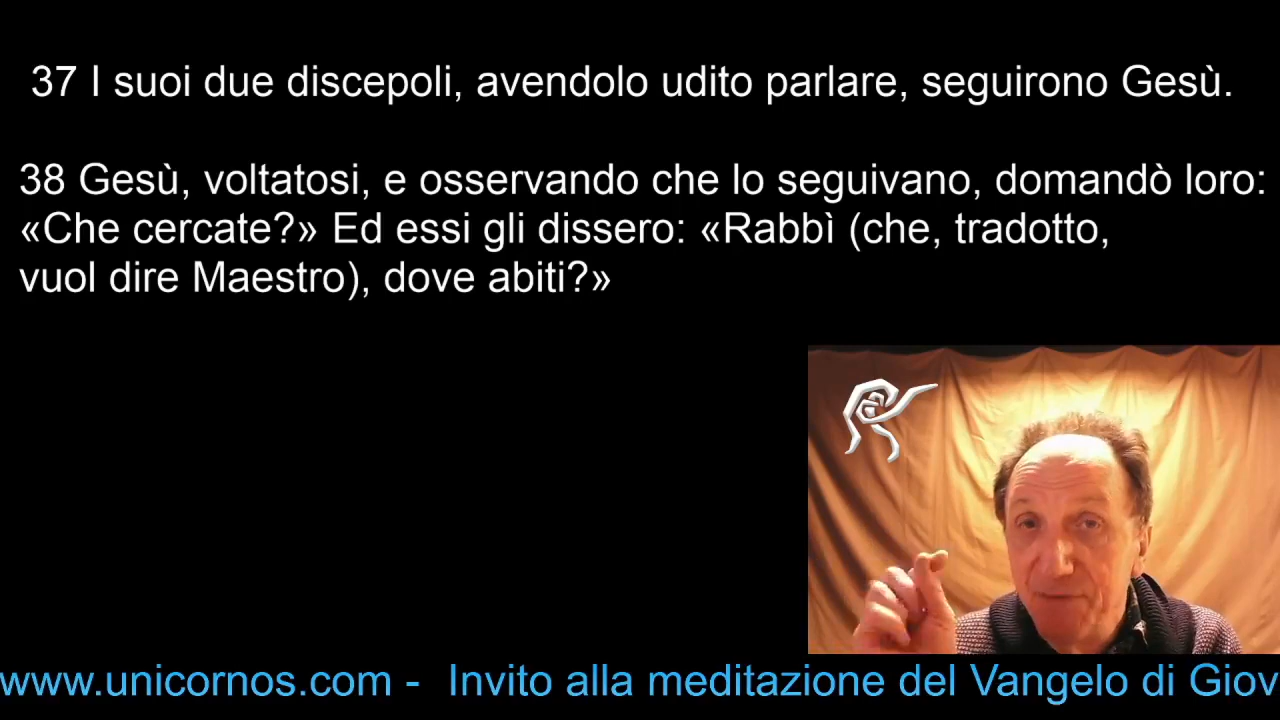 37 I suoi due discepoli, avendolo udito parlare, seguirono Gesù.
38 Gesù, voltatosi, e osservando che lo seguivano, domandò loro:
«Che cercate?» Ed essi gli dissero: «Rabbì (che, tradotto,
vuol dire Maestro), dove abiti?»
www.unicornos.com - Invito alla meditazione del Vangelo di Giov